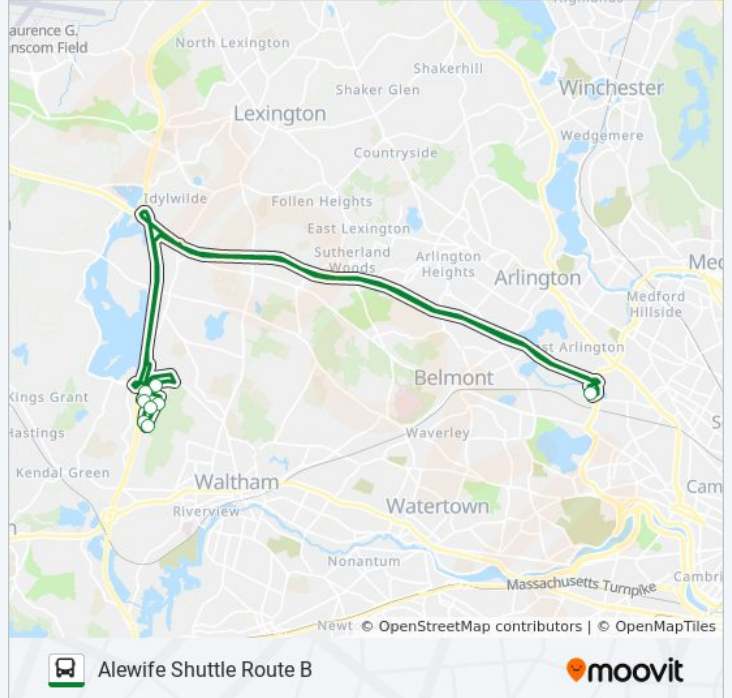 aurence G.
nscom Field
North Lexington
Shakerhill
Shaker Glen
Winchester
Lexington
Wedgemere
Countryside
Idylwilde
Follen Heights
East Lexington
Sutherland
Woods
Arlington
Heights
Arlington
Med
Medford
Hillside
st Arlington
Belmont
Kings Grant
Hastings
Waverley
S
Kendal Green
Waltham
Cam
Riverview
Watertown
n
Nonantum
Massachusetts Turnpike
Cambri
Newt
© OpenStreetMap contributors | © OpenMapTiles
Alewife Shuttle Route B
moovit